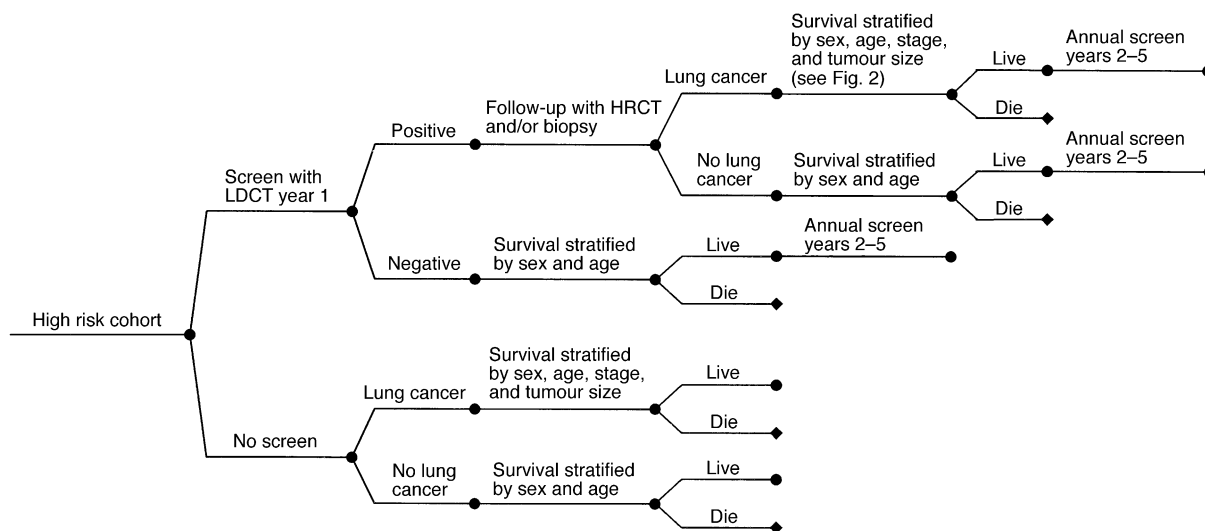 High risk cohort
Screen with
LDCT year 1
Positive
Follow-up with HRCT
and/or biopsy
Lung cancer
Survival stratified
by sex, age, stage,
and tumour size
(see Fig. 2)
Live
Annual screen
years 2–5
Die
No lung
cancer
Survival stratified
by sex and age
Live
Annual screen
years 2–5
Die
Negative
Survival stratified
by sex and age
Live
Annual screen
years 2–5
Die
No screen
Lung cancer
Survival stratified
by sex, age, stage,
and tumour size
Live
Die
No lung
cancer
Survival stratified
by sex and age
Live
Die